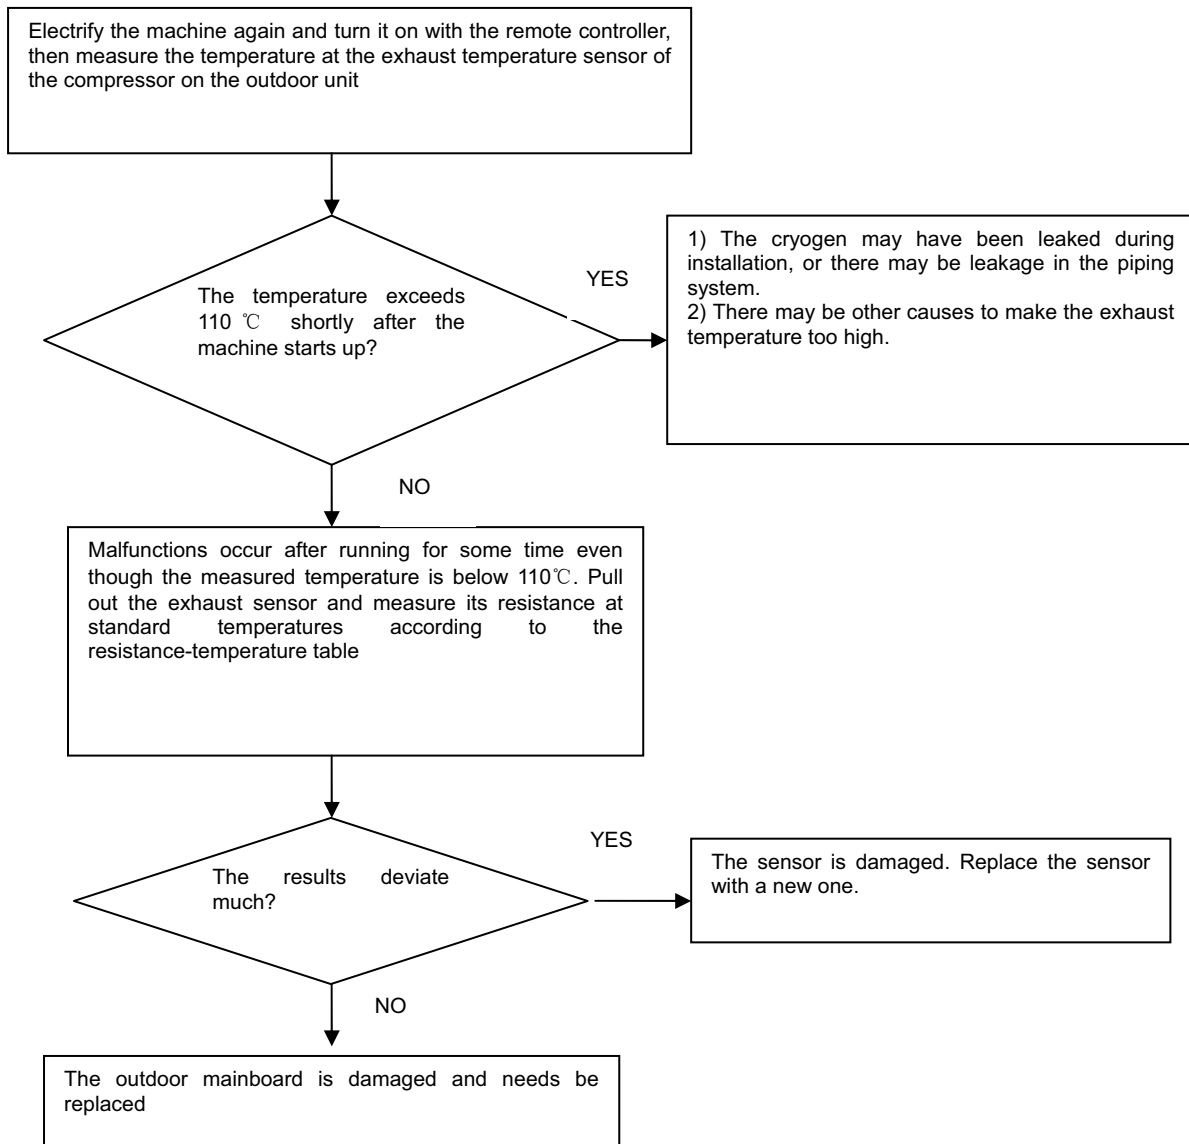 Electrify the machine again and turn it on with the remote controller,
then measure the temperature at the exhaust temperature sensor of
the compressor on the outdoor unit
The temperature exceeds
110 ℃ shortly after the
machine starts up?
YES
1) The cryogen may have been leaked during
installation, or there may be leakage in the piping
system.
2) There may be other causes to make the exhaust
temperature too high.
NO
Malfunctions occur after running for some time even
though the measured temperature is below 110℃. Pull
out the exhaust sensor and measure its resistance at
standard temperatures according to the
resistance-temperature table
The results deviate
much?
YES
The sensor is damaged. Replace the sensor
with a new one.
NO
The outdoor mainboard is damaged and needs be
replaced